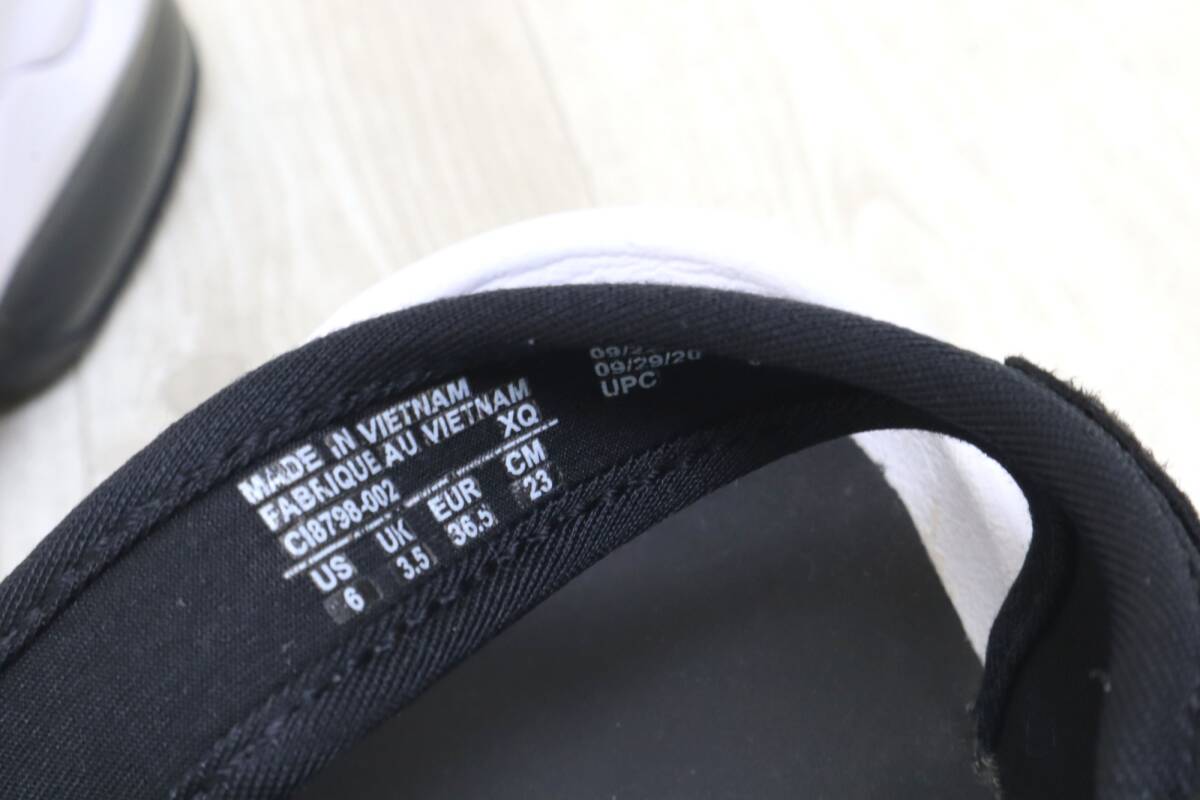 MADE IN VIETNAM
FABRIQUE AU VIETNAM
XQ
CI8798-002
US UK EUR CM
6 3.5 36.5 23
09/29/20
UPC